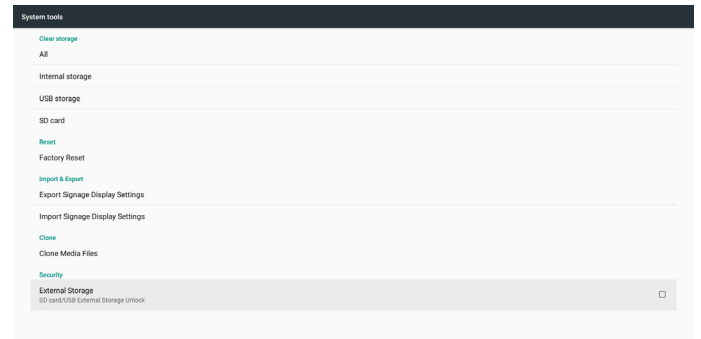 System tools
Clear storage
All
Internal storage
USB storage
SD card
Reset
Factory Reset
Import & Export
Export Signage Display Settings
Import Signage Display Settings
Clone
Clone Media Files
Security
External Storage
SD card/USB External Storage Unlock